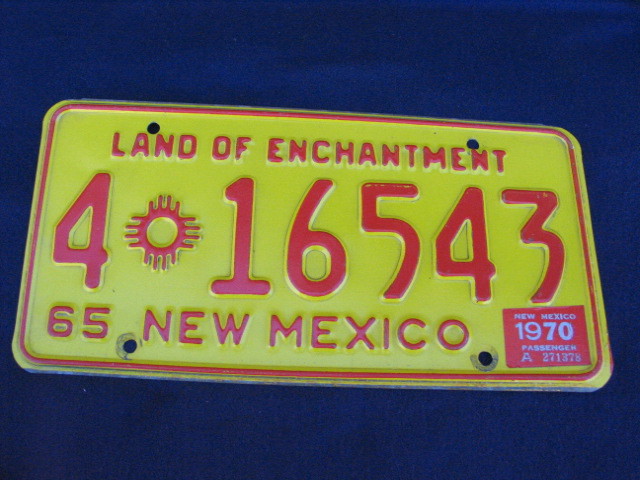 LAND OF ENCHANTMENT
4 16543
65 NEW MEXICO
NEW MEXICO
1970
PASSENGER
A 271378